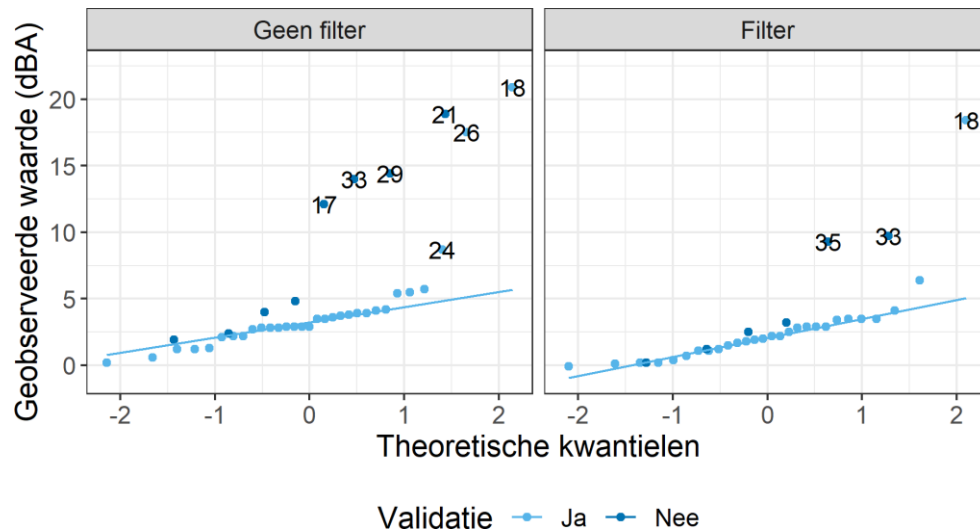 Geen filter
Filter
Geobserveerde waarde (dBA)
20
15
10
5
0
18
21
26
33
29
17
24
18
35
33
-2 -1 0 1 2
-2 -1 0 1 2
Theoretische kwantielen
Validatie Ja Nee